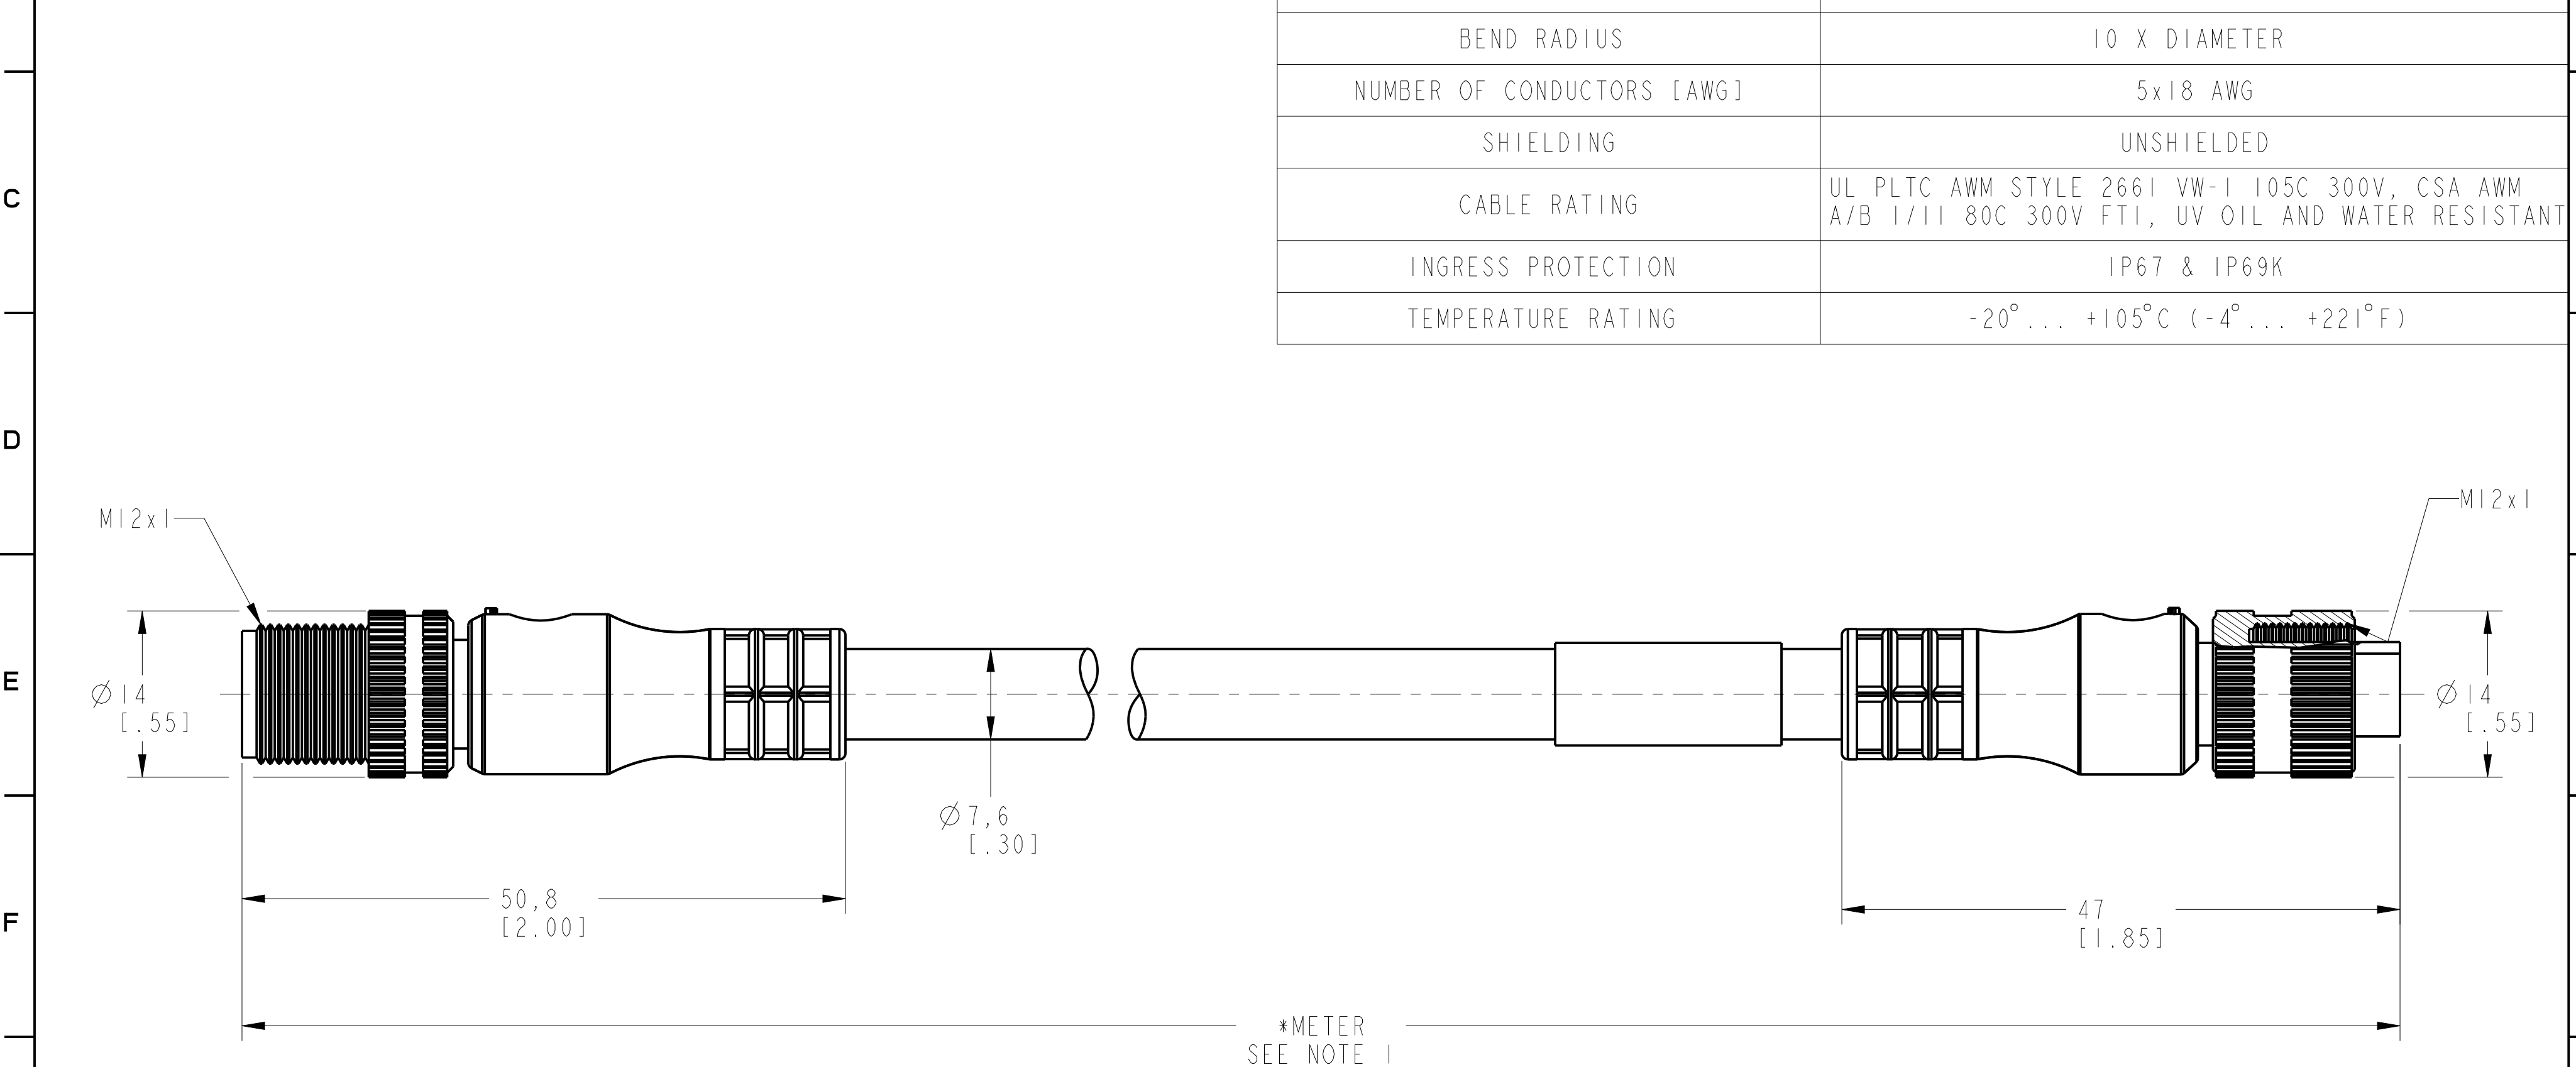 BEND RADIUS 10 X DIAMETER
NUMBER OF CONDUCTORS [AWG] 5x18 AWG
SHIELDING UNSHIELDED
CABLE RATING UL PLTC AWM STYLE 2661 VW-1 105C 300V, CSA AWM
A/B I/II 80C 300V FT1, UV OIL AND WATER RESISTANT
INGRESS PROTECTION IP67 & IP69K
TEMPERATURE RATING -20°... +105°C (-4°... +221°F)
C
D
E
F
M12x1
M12x1
Ø14
[.55]
Ø14
[.55]
Ø7,6
[.30]
50,8
[2.00]
47
[1.85]
*METER
SEE NOTE 1